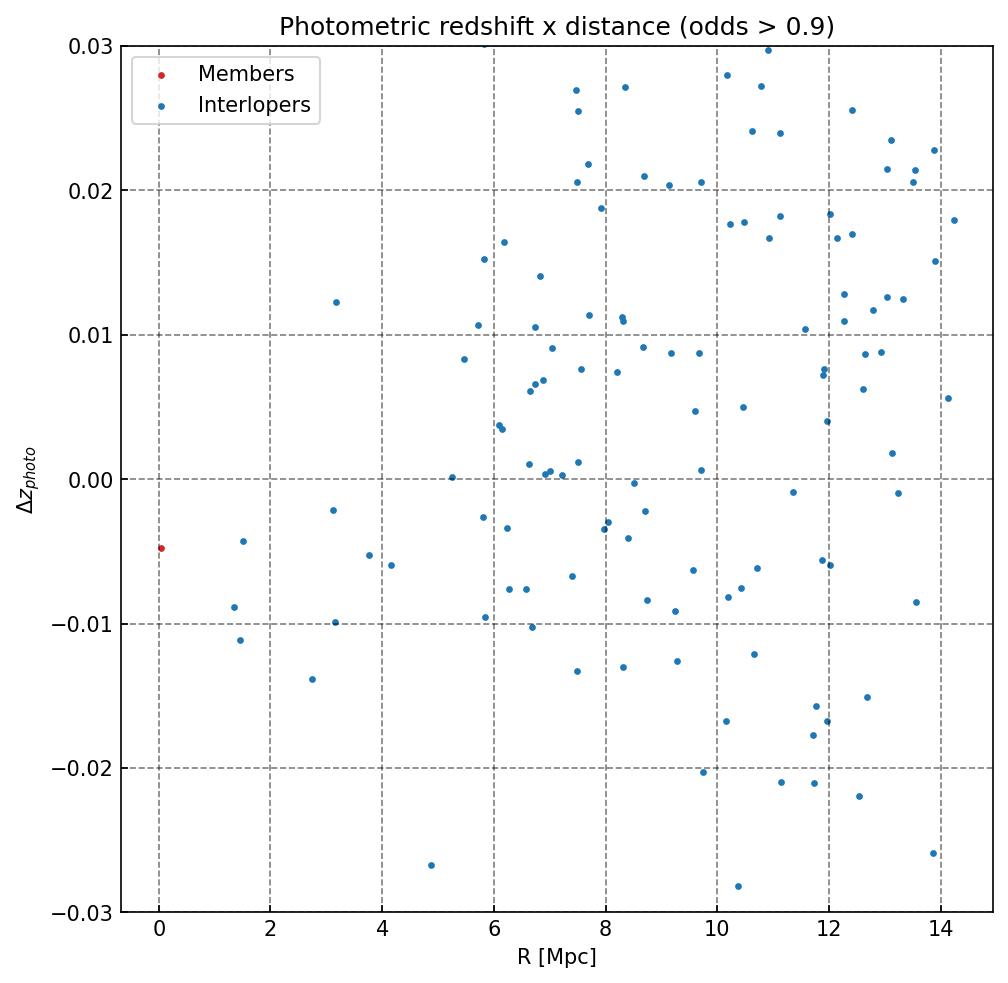 Photometric redshift x distance (odds > 0.9)
Members
Interlopers
0.03
0.02
0.01
0.00
−0.01
−0.02
−0.03
Δz_photo
0 2 4 6 8 10 12 14
R [Mpc]